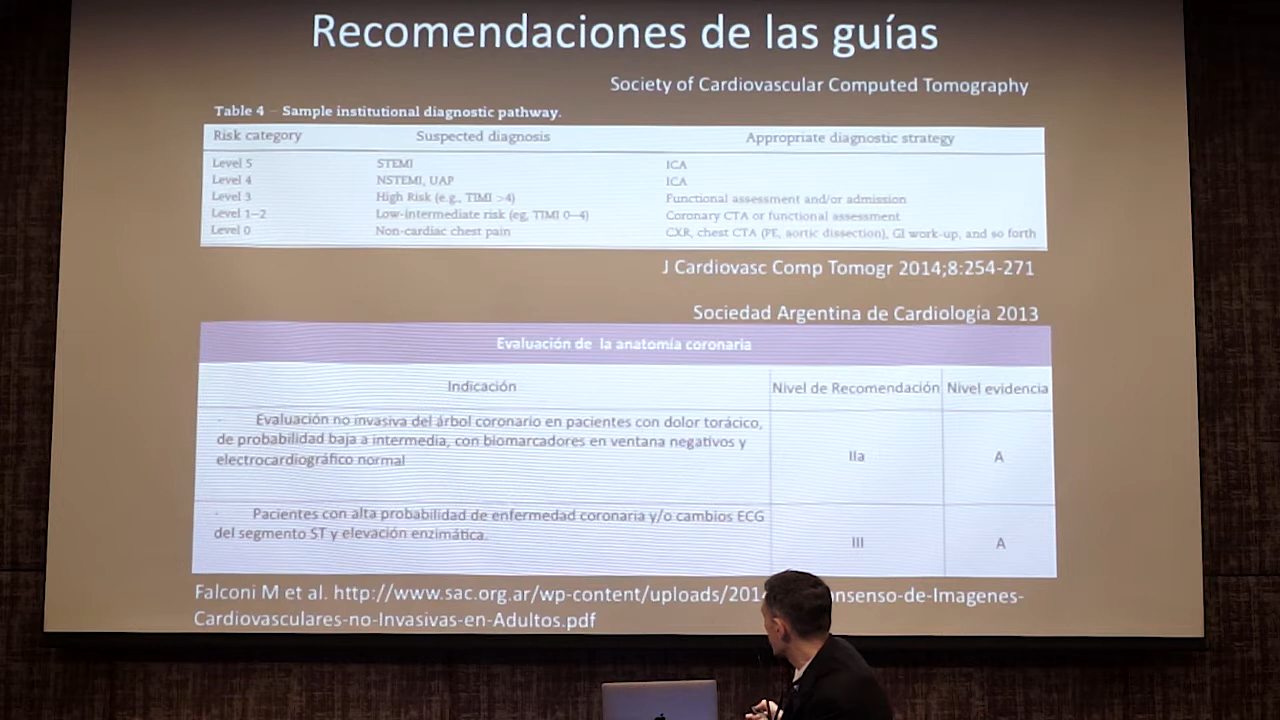 Recomendaciones de las guías
Society of Cardiovascular Computed Tomography
Table 4 – Sample institutional diagnostic pathway.
Risk category Suspected diagnosis Appropriate diagnostic strategy
Level 5 STEMI ICA
Level 4 NSTEMI, UAP ICA
Level 3 High Risk (e.g., TIMI >4) Functional assessment and/or admission
Level 1–2 Low-intermediate risk (eg, TIMI 0–4) Coronary CTA or functional assessment
Level 0 Non-cardiac chest pain CXR, chest CTA (PE, aortic dissection), GI work-up, and so forth
J Cardiovasc Comp Tomogr 2014;8:254-271
Sociedad Argentina de Cardiología 2013
Evaluación de la anatomía coronaria
Indicación Nivel de Recomendación Nivel evidencia
Evaluación no invasiva del árbol coronario en pacientes con dolor torácico,
de probabilidad baja a intermedia, con biomarcadores en ventana negativos y
electrocardiográfico normal
IIa A
Pacientes con alta probabilidad de enfermedad coronaria y/o cambios ECG
del segmento ST y elevación enzimática.
III A
Falconi M et al. http://www.sac.org.ar/wp-content/uploads/201 nsenso-de-Imagenes-
Cardiovasculares-no-Invasivas-en-Adultos.pdf